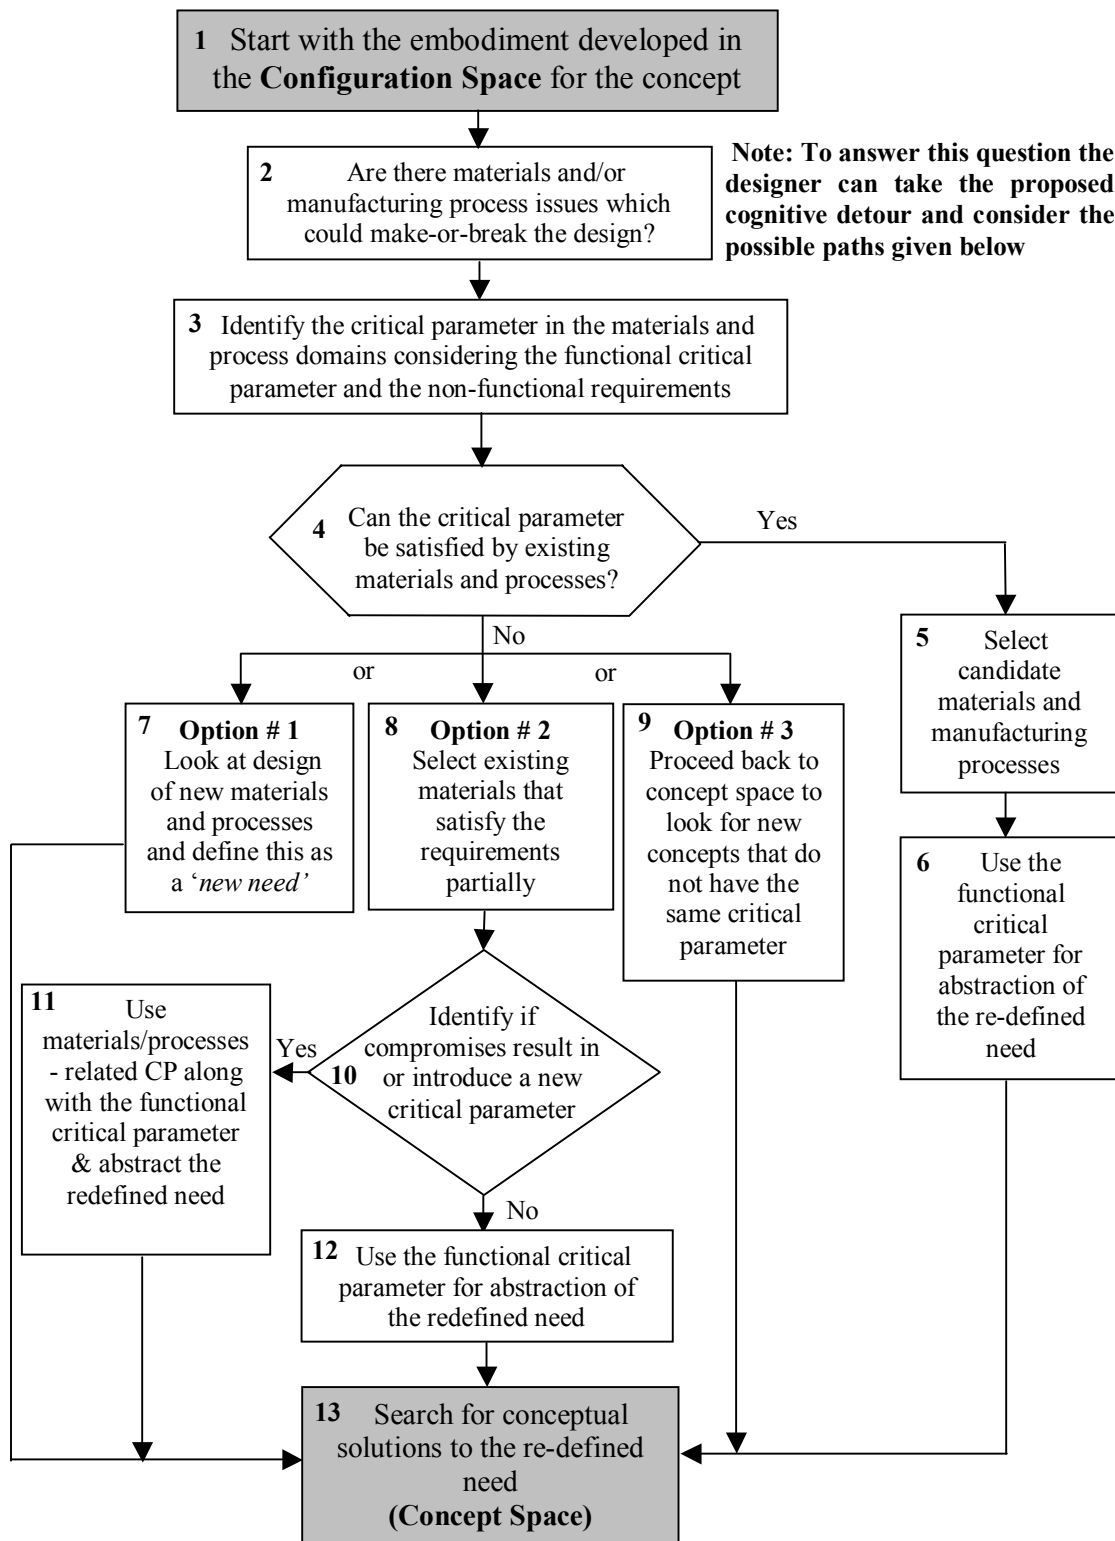 1 Start with the embodiment developed in
the Configuration Space for the concept
2 Are there materials and/or
manufacturing process issues which
could make-or-break the design?
Note: To answer this question the
designer can take the proposed
cognitive detour and consider the
possible paths given below
3 Identify the critical parameter in the materials and
process domains considering the functional critical
parameter and the non-functional requirements
4 Can the critical parameter
be satisfied by existing
materials and processes?
Yes
No
or
or
5 Select
candidate
materials and
manufacturing
processes
7 Option # 1
Look at design
of new materials
and processes
and define this as
a ‘new need’
8 Option # 2
Select existing
materials that
satisfy the
requirements
partially
9 Option # 3
Proceed back to
concept space to
look for new
concepts that do
not have the
same critical
parameter
6 Use the
functional
critical
parameter for
abstraction of
the re-defined
need
11 Use
materials/processes
- related CP along
with the functional
critical parameter
& abstract the
redefined need
Yes
Identify if
compromises result in
10 or introduce a new
critical parameter
No
12 Use the functional critical
parameter for abstraction of
the redefined need
13 Search for conceptual
solutions to the re-defined
need
(Concept Space)